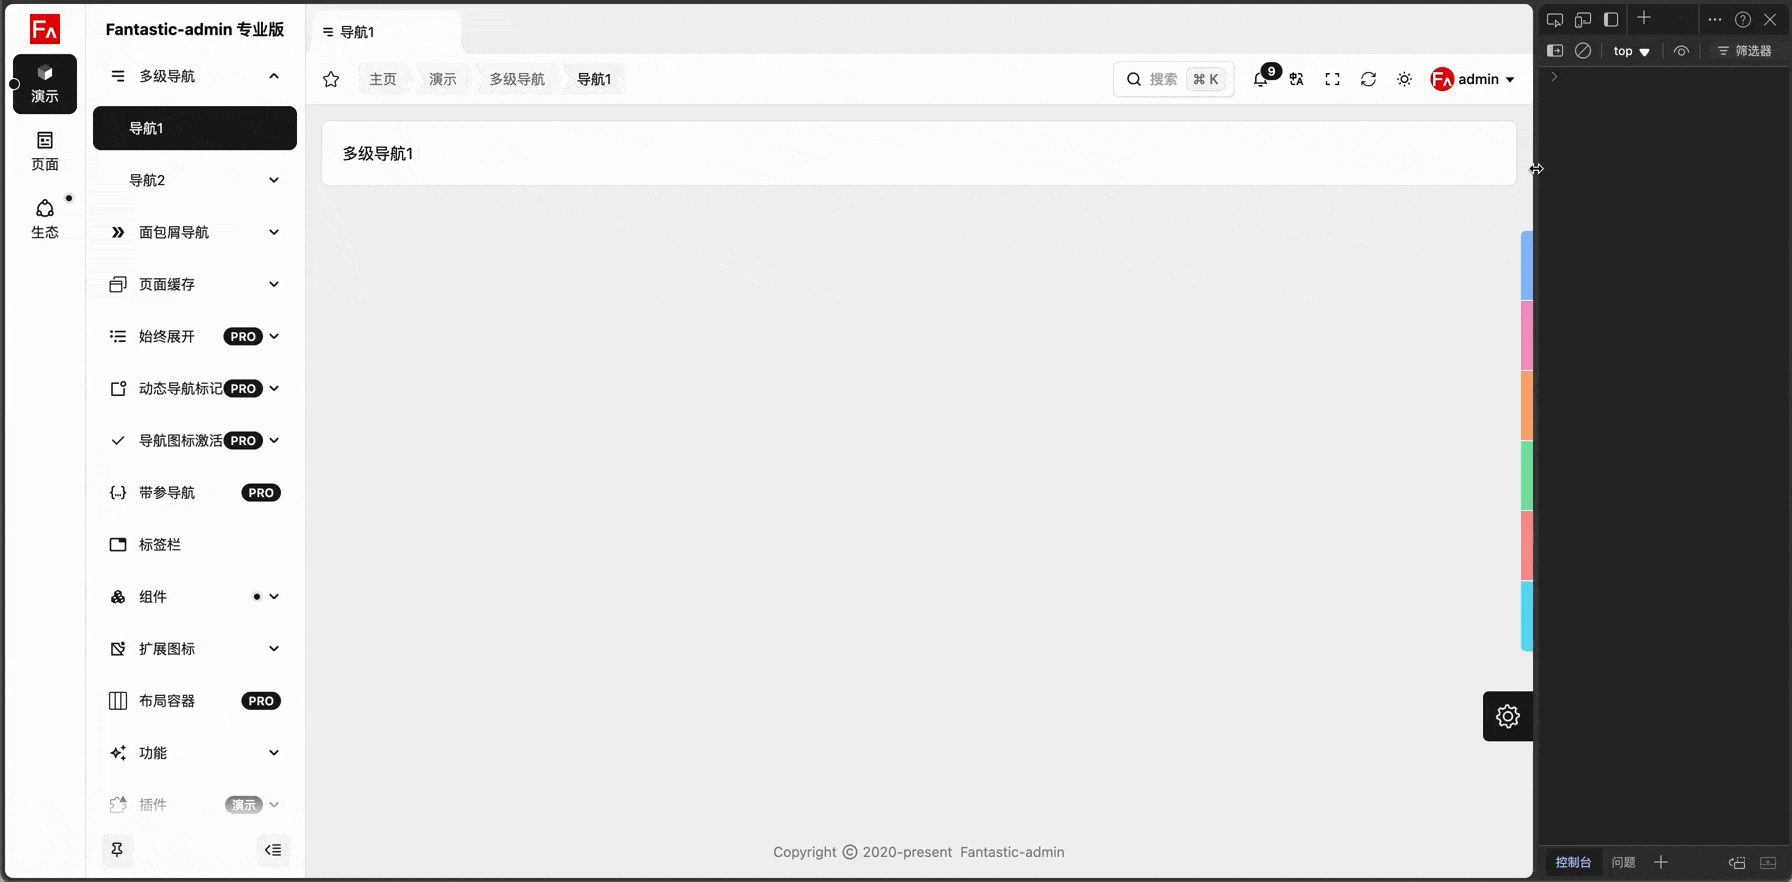 演示
页面
生态
Fantastic-admin 专业版
多级导航
导航1
导航2
面包屑导航
页面缓存
始终展开 PRO
动态导航标记 PRO
导航图标激活 PRO
带参导航 PRO
标签栏
组件
扩展图标
布局容器 PRO
功能
插件 演示
导航1
主页 演示 多级导航 导航1
搜索 ⌘ K
9
admin
多级导航1
Copyright © 2020-present Fantastic-admin
top
筛选器
控制台 问题